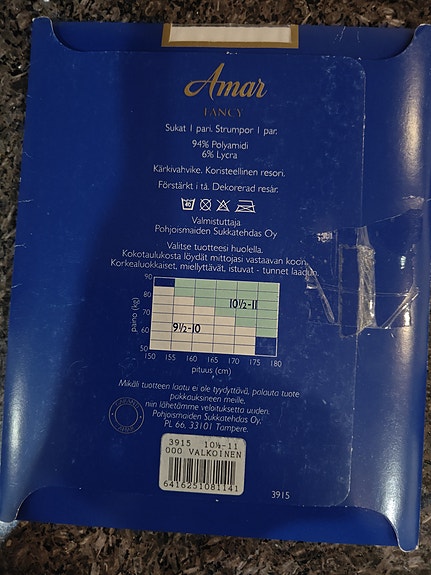 Amar
FANCY
Sukat 1 pari. Strumpor 1 par.
94% Polyamidi
6% Lycra
Kärkivahvike. Koristeellinen resori.
Förstärkt i tå. Dekorerad resår.
40
Valmistuttaja
Pohjoismaiden Sukkatehdas Oy
Valitse tuotteesi huolella.
Kokotaulukosta löydät mittojasi vastaavan koon.
Korkealuokkaiset, miellyttävät, istuvat - tunnet laadun.
paino (kg)
90
80
70
60
50
10½-11
9½-10
150 155 160 165 170 175 180
pituus (cm)
Mikäli tuotteen laatu ei ole tyydyttävä, palauta tuote
pakkauksineen meille,
niin lähetämme veloituksetta uuden.
Pohjoismaiden Sukkatehdas Oy,
PL 66, 33101 Tampere.
3915 10½-11
000 VALKOINEN
6416251081141
3915